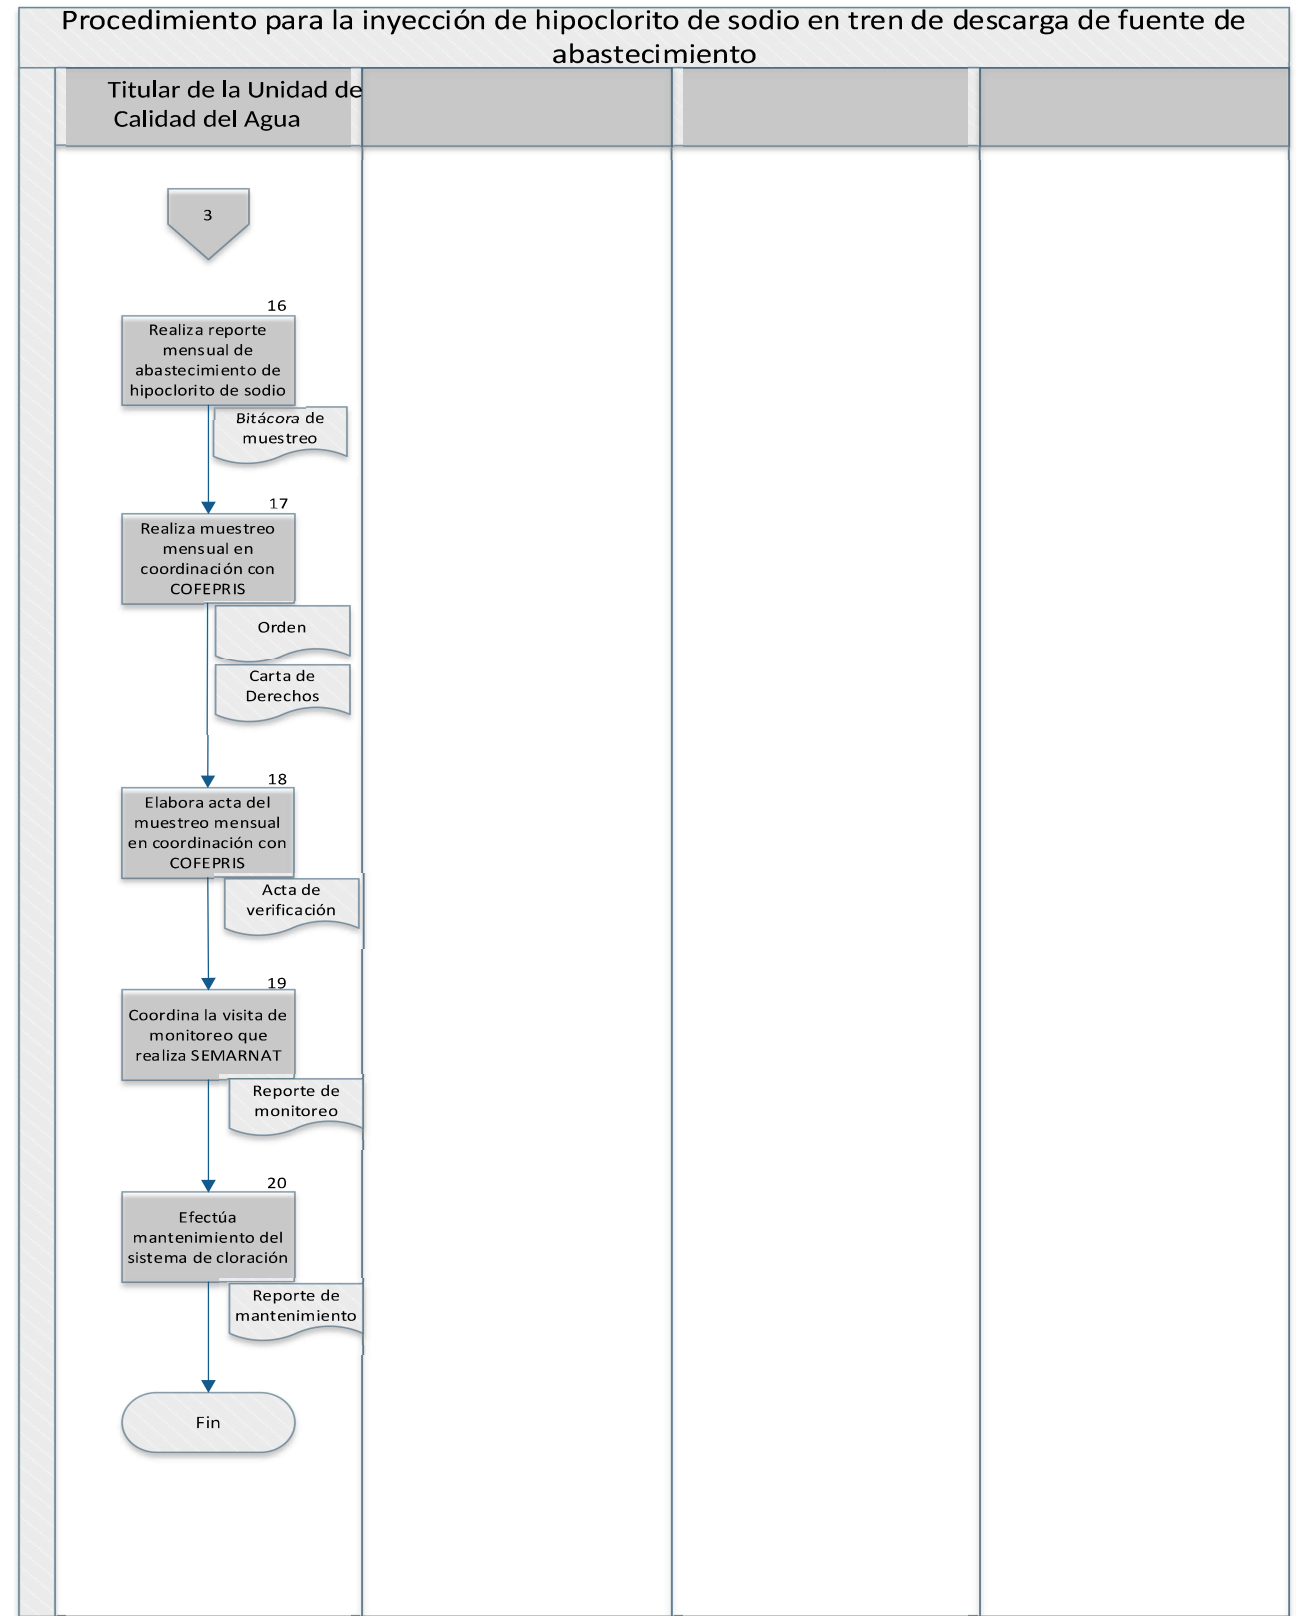 Procedimiento para la inyección de hipoclorito de sodio en tren de descarga de fuente de
abastecimiento
Titular de la Unidad de
Calidad del Agua
3
16
Realiza reporte
mensual de
abastecimiento de
hipoclorito de sodio
Bitácora de
muestreo
17
Realiza muestreo
mensual en
coordinación con
COFEPRIS
Orden
Carta de
Derechos
18
Elabora acta del
muestreo mensual
en coordinación con
COFEPRIS
Acta de
verificación
19
Coordina la visita de
monitoreo que
realiza SEMARNAT
Reporte de
monitoreo
20
Efectúa
mantenimiento del
sistema de cloración
Reporte de
mantenimiento
Fin